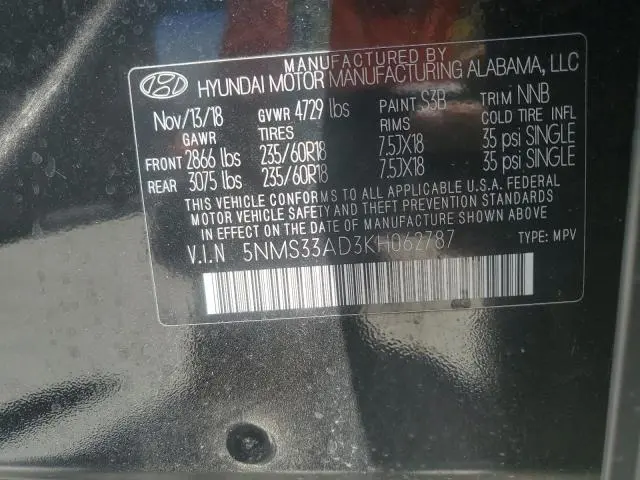 MANUFACTURED BY
HYUNDAI MOTOR MANUFACTURING ALABAMA, LLC
Nov/13/18 GVWR 4729 lbs PAINT S3B TRIM NNB
GAWR TIRES RIMS COLD TIRE INFL
FRONT 2866 lbs 235/60R18 7.5JX18 35 psi SINGLE
REAR 3075 lbs 235/60R18 7.5JX18 35 psi SINGLE
THIS VEHICLE CONFORMS TO ALL APPLICABLE U.S.A. FEDERAL
MOTOR VEHICLE SAFETY AND THEFT PREVENTION STANDARDS
IN EFFECT ON THE DATE OF MANUFACTURE SHOWN ABOVE
V.I.N 5NMS33AD3KH062787 TYPE: MPV